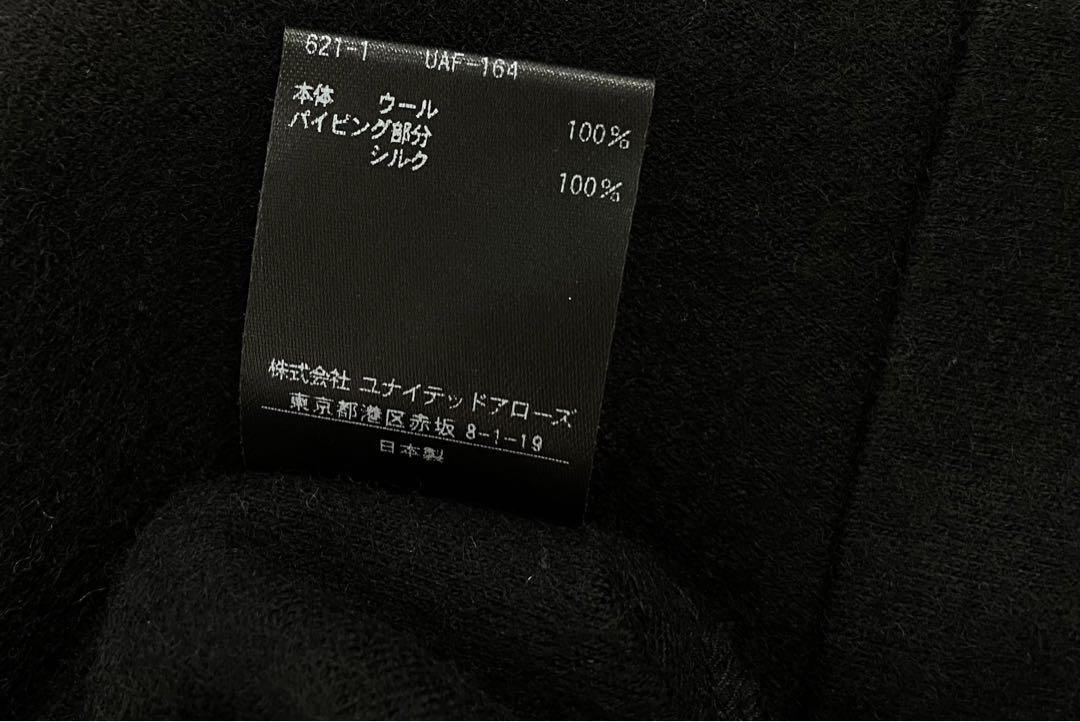 621-1 UAF-164
本体 ウール 100%
パイピング部分
シルク 100%
株式会社 ユナイテッドアローズ
東京都港区赤坂 8-1-19
日本製